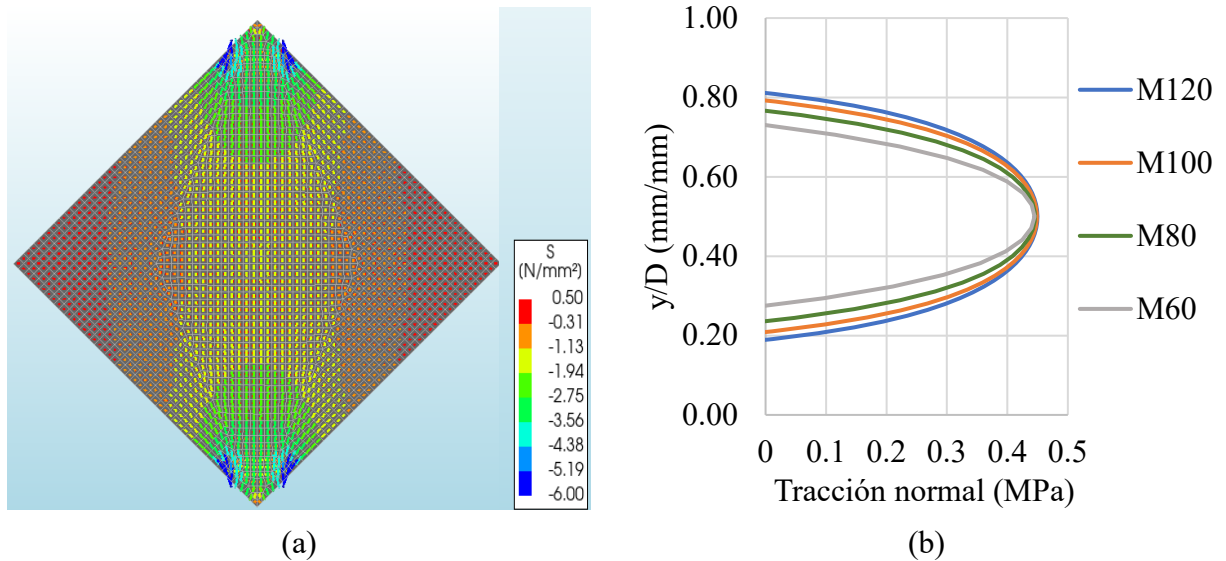 S
(N/mm²)
0.50
-0.31
-1.13
-1.94
-2.75
-3.56
-4.38
-5.19
-6.00
(a)
y/D (mm/mm)
1.00
0.80
0.60
0.40
0.20
0.00
0 0.1 0.2 0.3 0.4 0.5
Tracción normal (MPa)
M120
M100
M80
M60
(b)